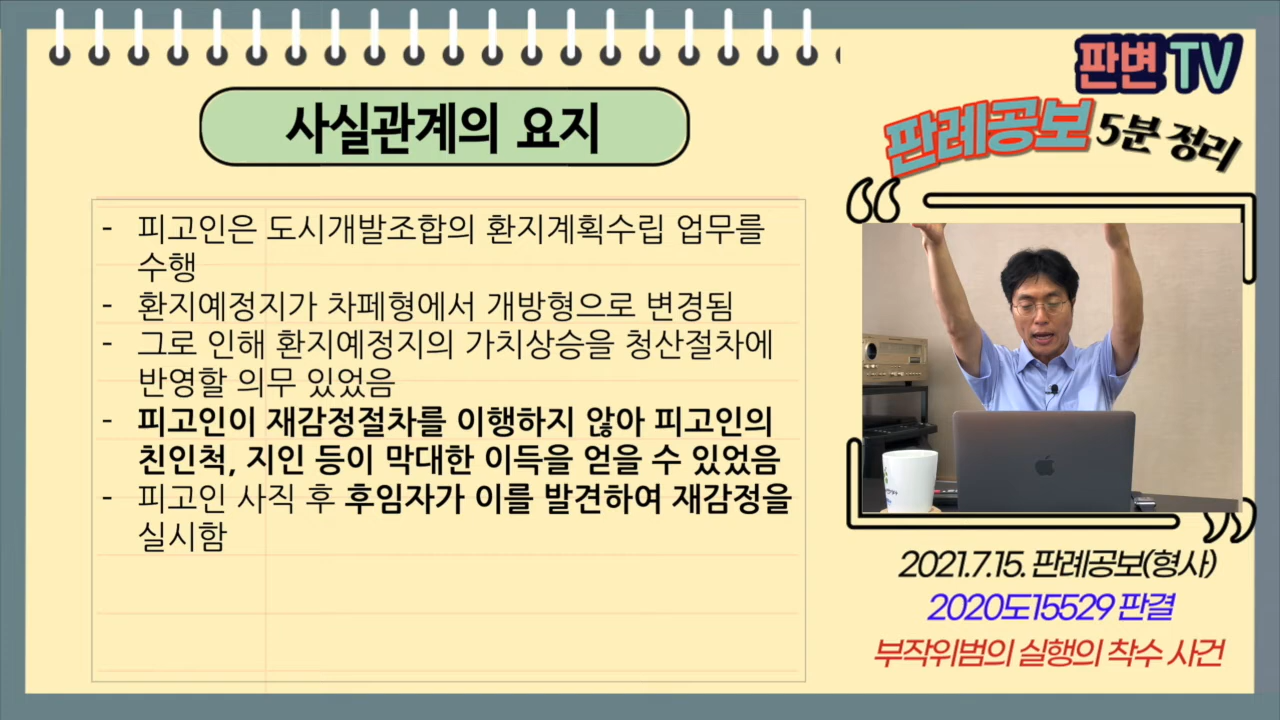 판변 TV
판례공보 5분 정리
사실관계의 요지
- 피고인은 도시개발조합의 환지계획수립 업무를
수행
- 환지예정지가 차폐형에서 개방형으로 변경됨
- 그로 인해 환지예정지의 가치상승을 청산절차에
반영할 의무 있었음
- 피고인이 재감정절차를 이행하지 않아 피고인의
친인척, 지인 등이 막대한 이득을 얻을 수 있었음
- 피고인 사직 후 후임자가 이를 발견하여 재감정을
실시함
2021.7.15. 판례공보(형사)
2020도15529 판결
부작위범의 실행의 착수 사건